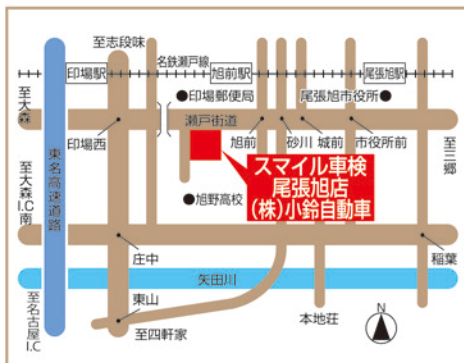 至志段味
名鉄瀬戸線
印場駅
旭前駅
尾張旭駅
至大森
印場郵便局
尾張旭市役所
瀬戸街道
印場西
旭前
砂川
城前
市役所前
至三郷
東名高速道路
至大森I.C南
スマイル車検
尾張旭店
(株)小鈴自動車
旭野高校
庄中
稲葉
矢田川
東山
至名古屋I.C
至四軒家
本地荘
N